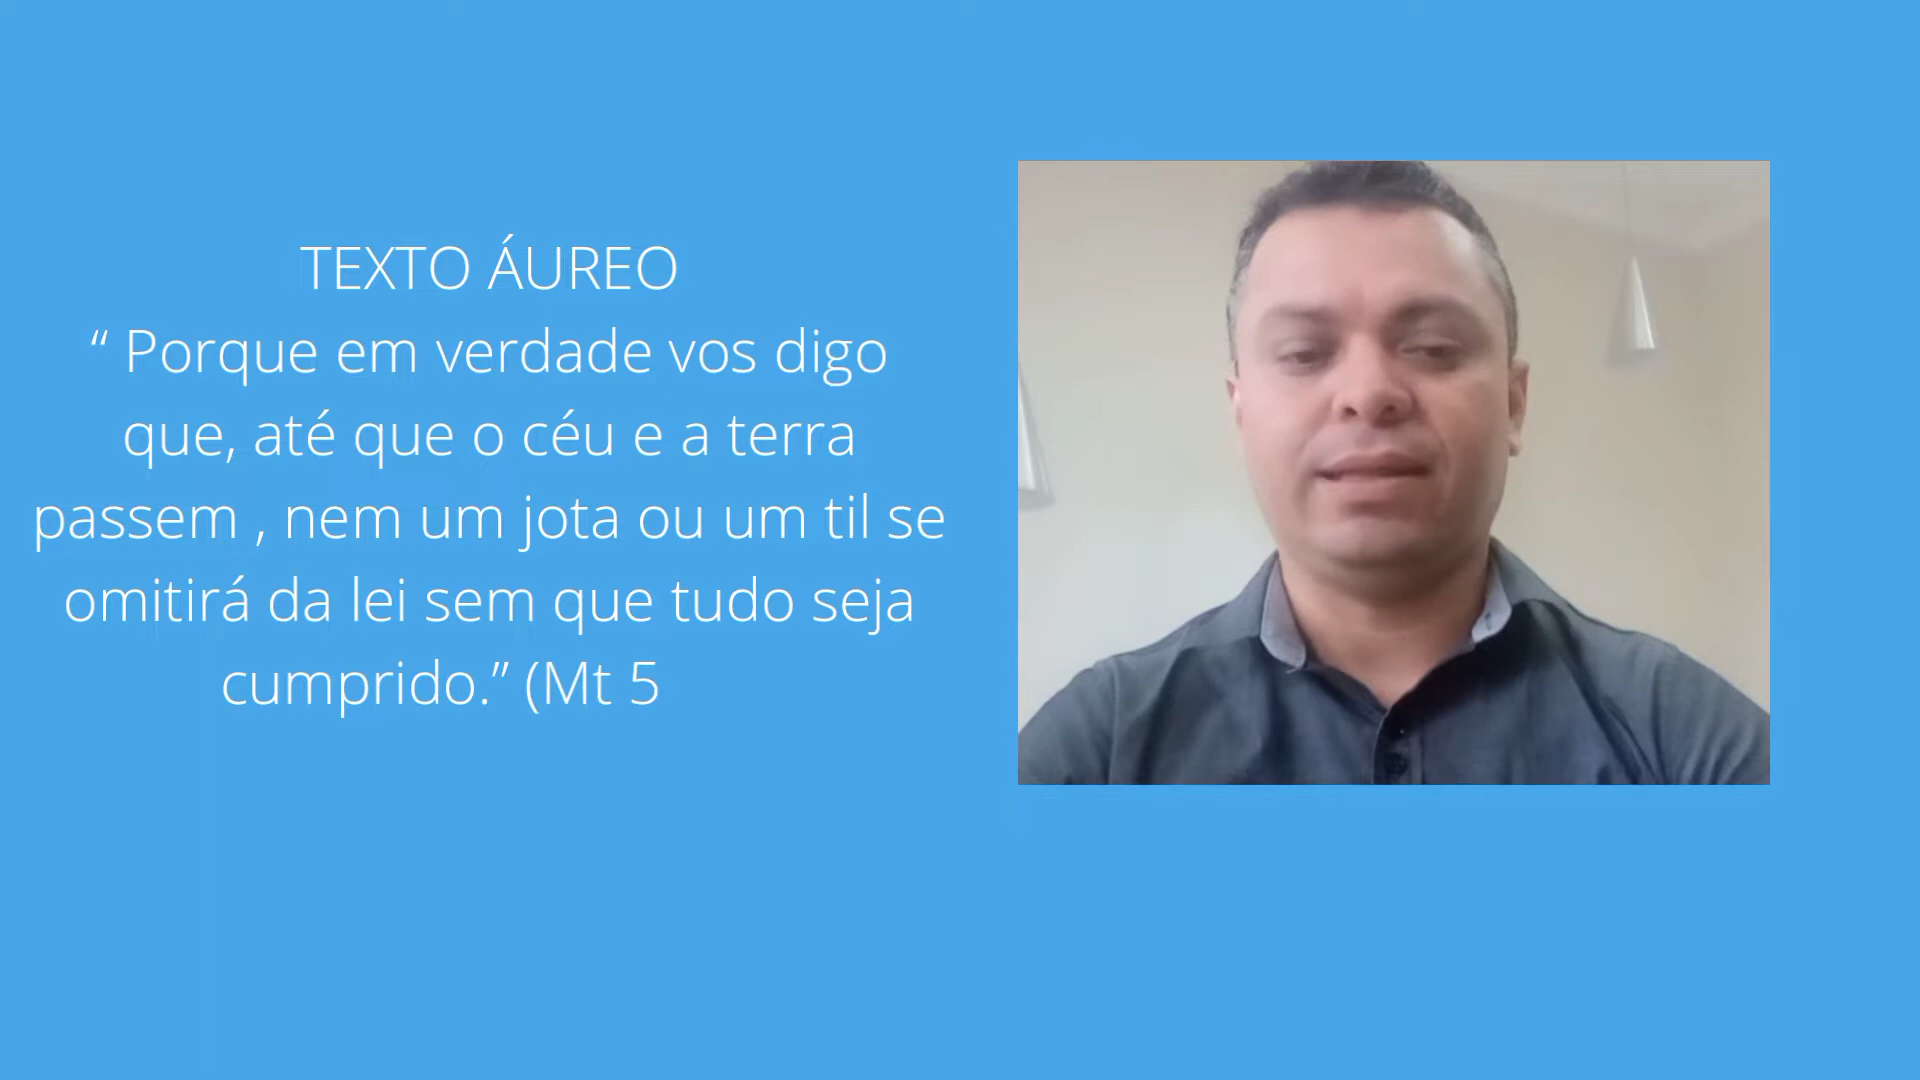 TEXTO ÁUREO
“ Porque em verdade vos digo
que, até que o céu e a terra
passem , nem um jota ou um til se
omitirá da lei sem que tudo seja
cumprido.” (Mt 5